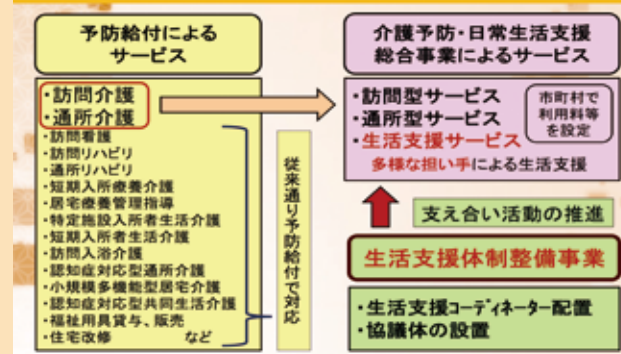 予防給付による
サービス
・訪問介護
・通所介護
・訪問看護
・訪問リハビリ
・通所リハビリ
・短期入所療養介護
・居宅療養管理指導
・特定施設入所者生活介護
・短期入所者生活介護
・訪問入浴介護
・認知症対応型通所介護
・小規模多機能型居宅介護
・認知症対応型共同生活介護
・福祉用具貸与、販売
・住宅改修 など
従来通り予防給付で対応
介護予防・日常生活支援
総合事業によるサービス
・訪問型サービス
・通所型サービス
・生活支援サービス
多様な担い手による生活支援
市町村で
利用料等
を設定
支え合い活動の推進
生活支援体制整備事業
・生活支援コーディネーター配置
・協議体の設置